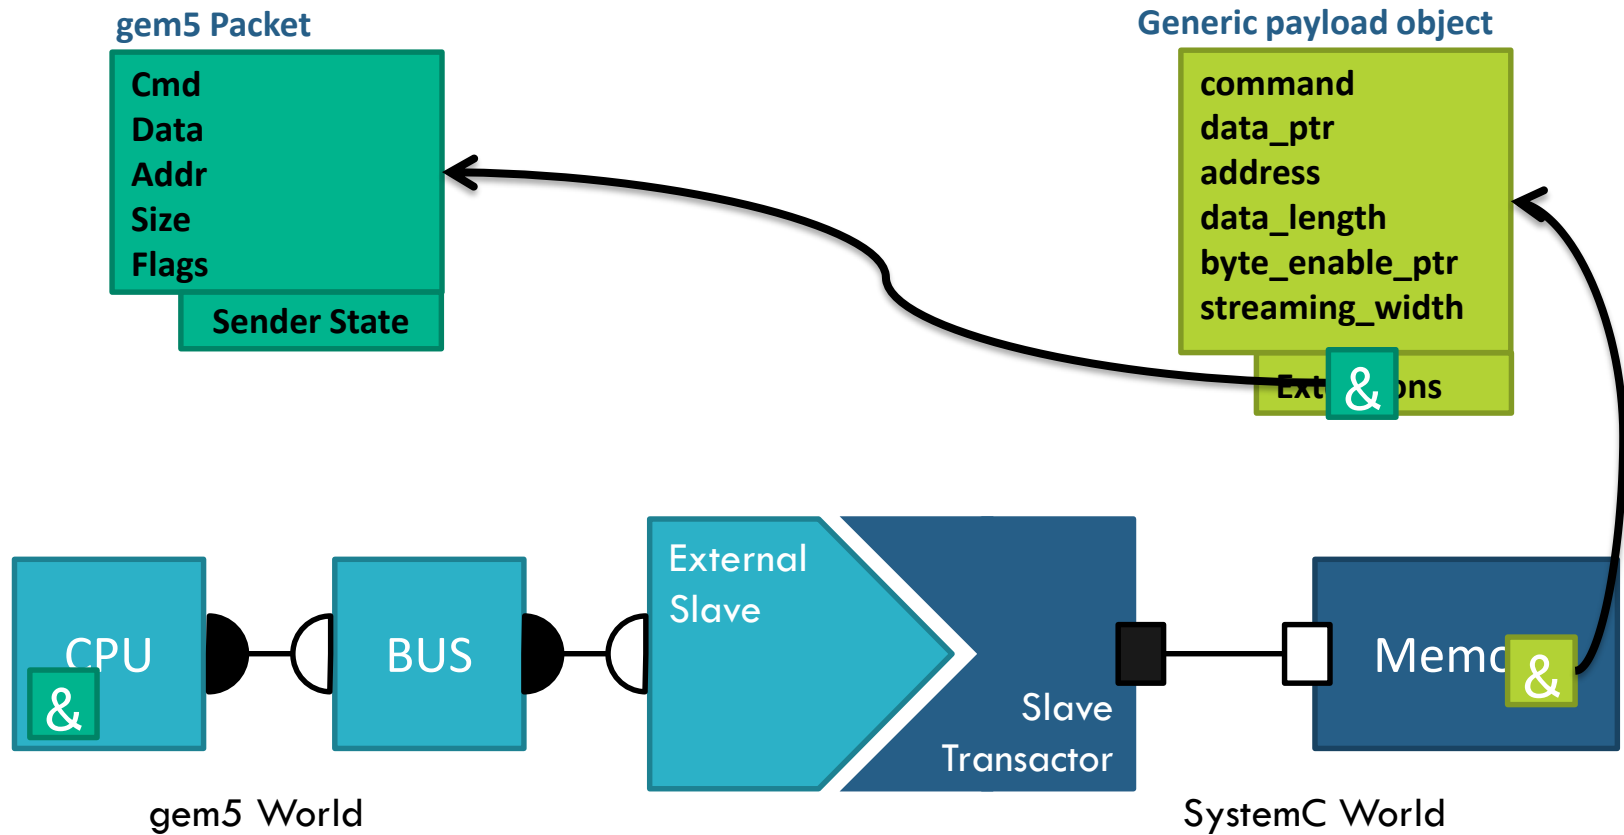 gem5 Packet
Cmd
Data
Addr
Size
Flags
Sender State
Generic payload object
command
data_ptr
address
data_length
byte_enable_ptr
streaming_width
&
CPU
&
BUS
External
Slave
Slave
Transactor
&
gem5 World
SystemC World